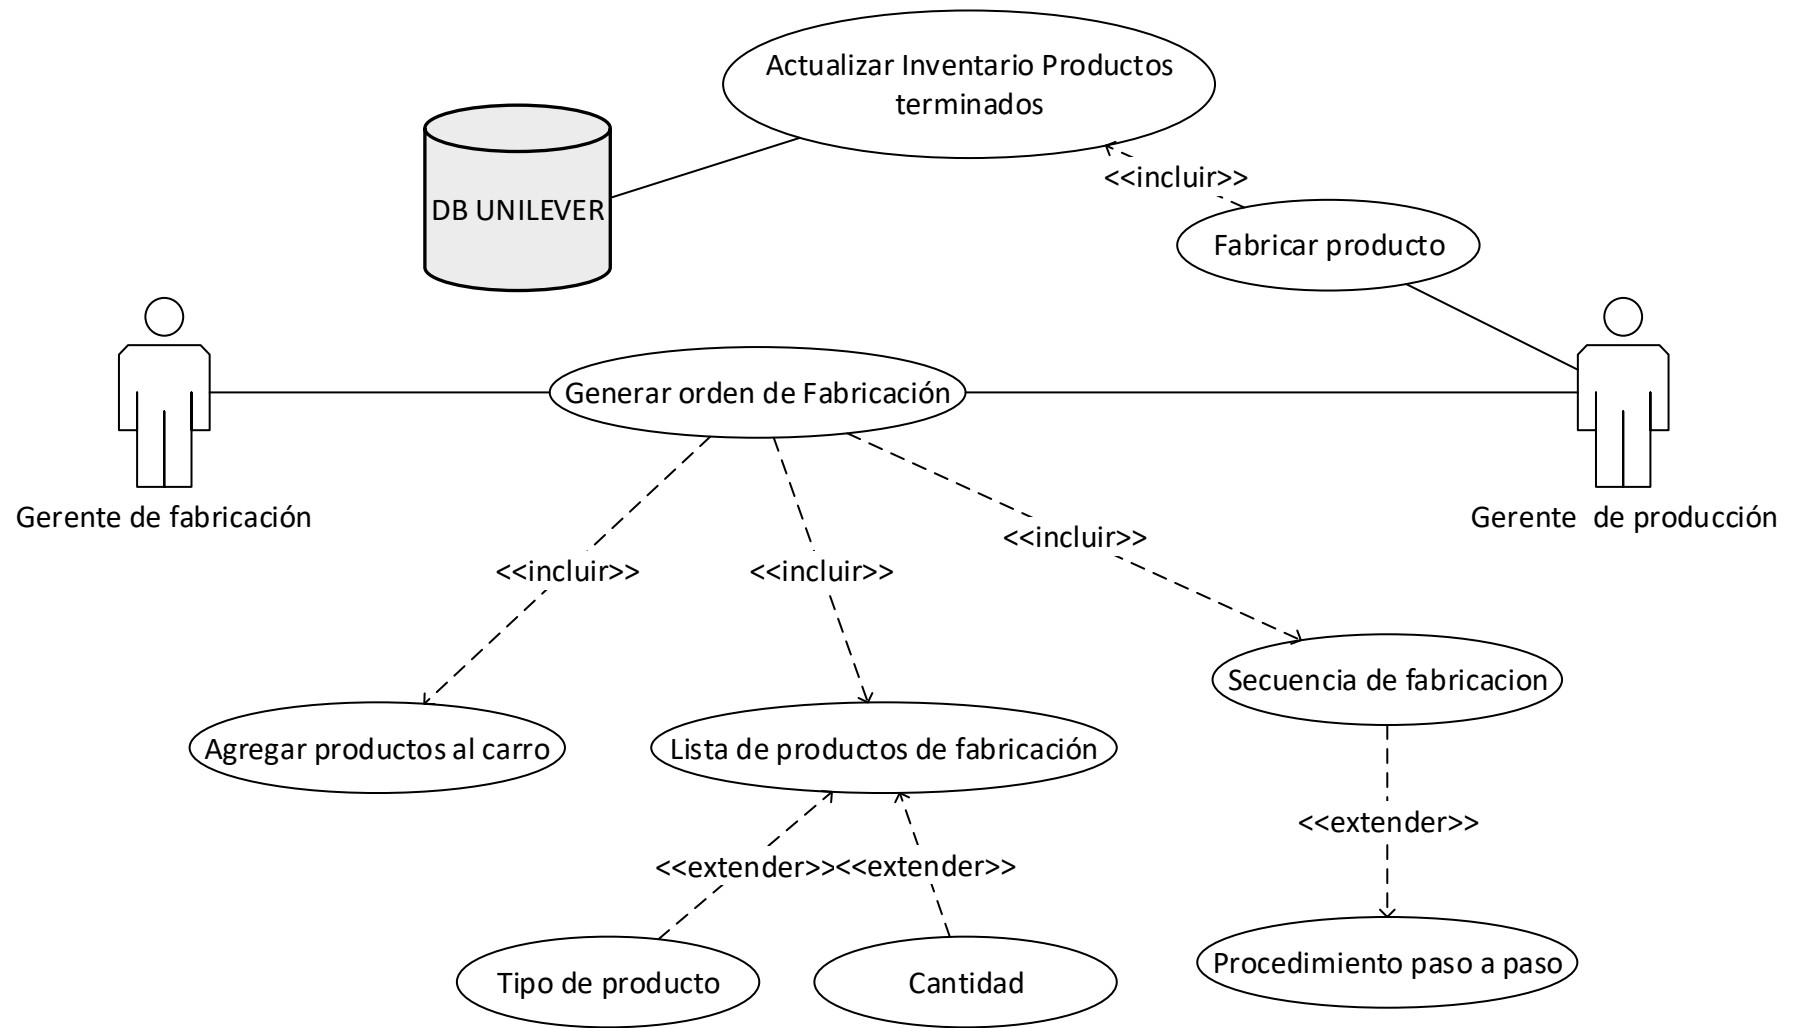 Actualizar Inventario Productos
terminados
<<incluir>>
DB UNILEVER
Fabricar producto
Generar orden de Fabricación
Gerente de fabricación
Gerente  de producción
<<incluir>>
<<incluir>>
<<incluir>>
Secuencia de fabricacion
Agregar productos al carro
Lista de productos de fabricación
<<extender>>
<<extender>>
<<extender>>
Procedimiento paso a paso
Tipo de producto
Cantidad